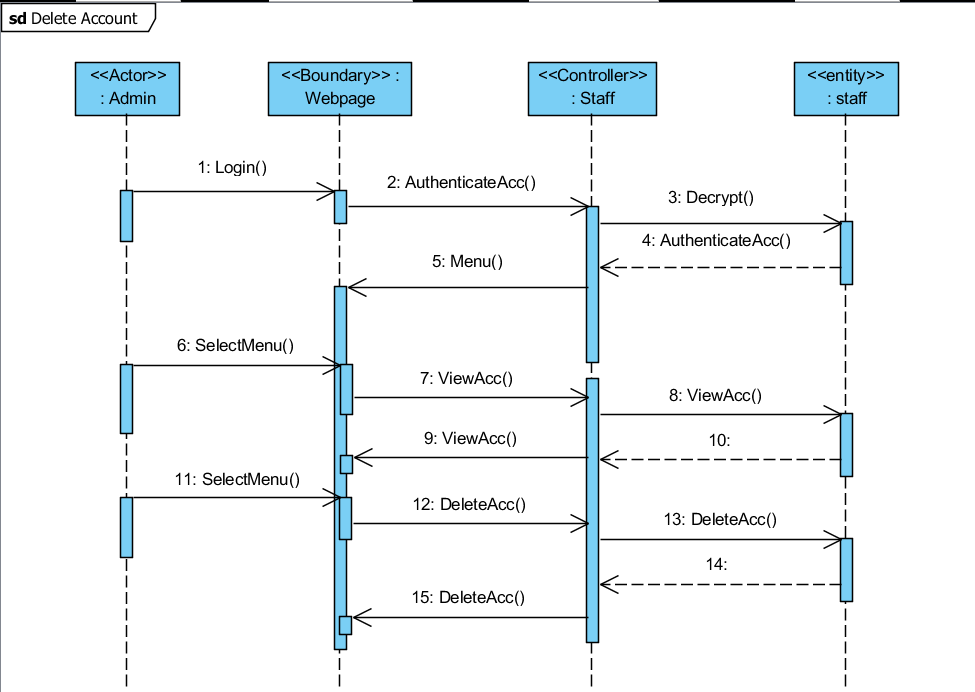 sd Delete Account
<<Actor>>
: Admin
<<Boundary>> :
Webpage
<<Controller>>
: Staff
<<entity>>
: staff
1: Login()
2: AuthenticateAcc()
3: Decrypt()
4: AuthenticateAcc()
5: Menu()
6: SelectMenu()
7: ViewAcc()
8: ViewAcc()
9: ViewAcc()
10:
11: SelectMenu()
12: DeleteAcc()
13: DeleteAcc()
14:
15: DeleteAcc()